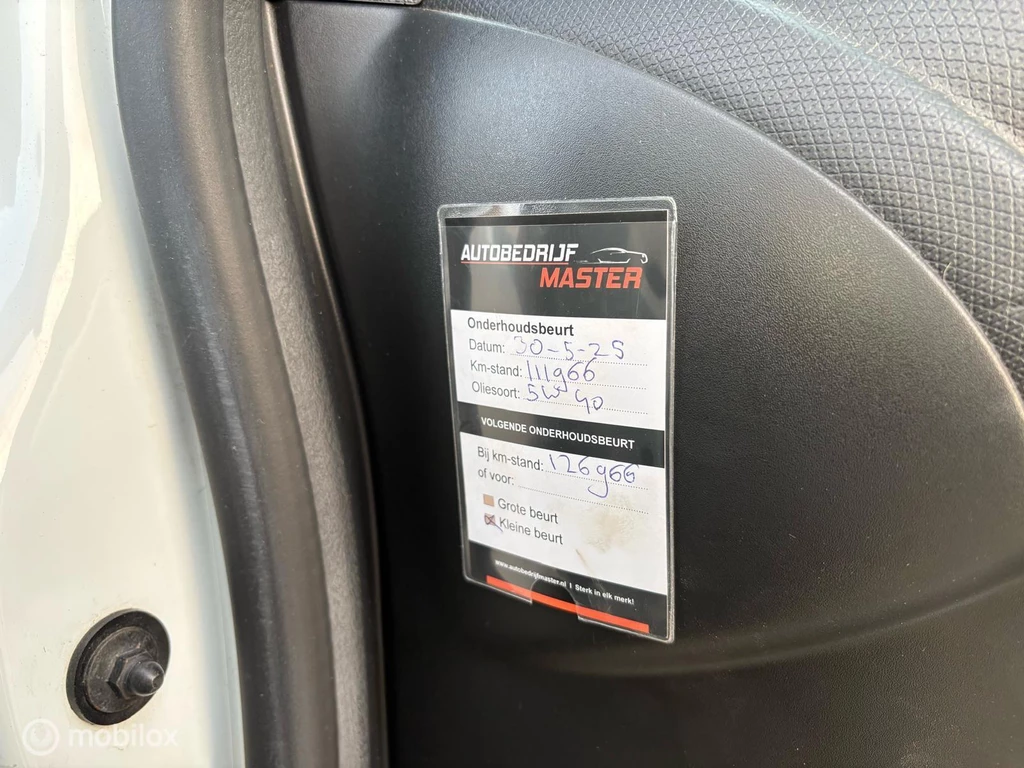 AUTOBEDRIJF
MASTER
Onderhoudsbeurt
Datum: 30-5-25
Km-stand: 111966
Oliesoort: 5W 40
VOLGENDE ONDERHOUDSBEURT
Bij km-stand: 126966
of voor:
Grote beurt
Kleine beurt
www.autobedrijfmaster.nl | Sterk in elk merk!
mobilox